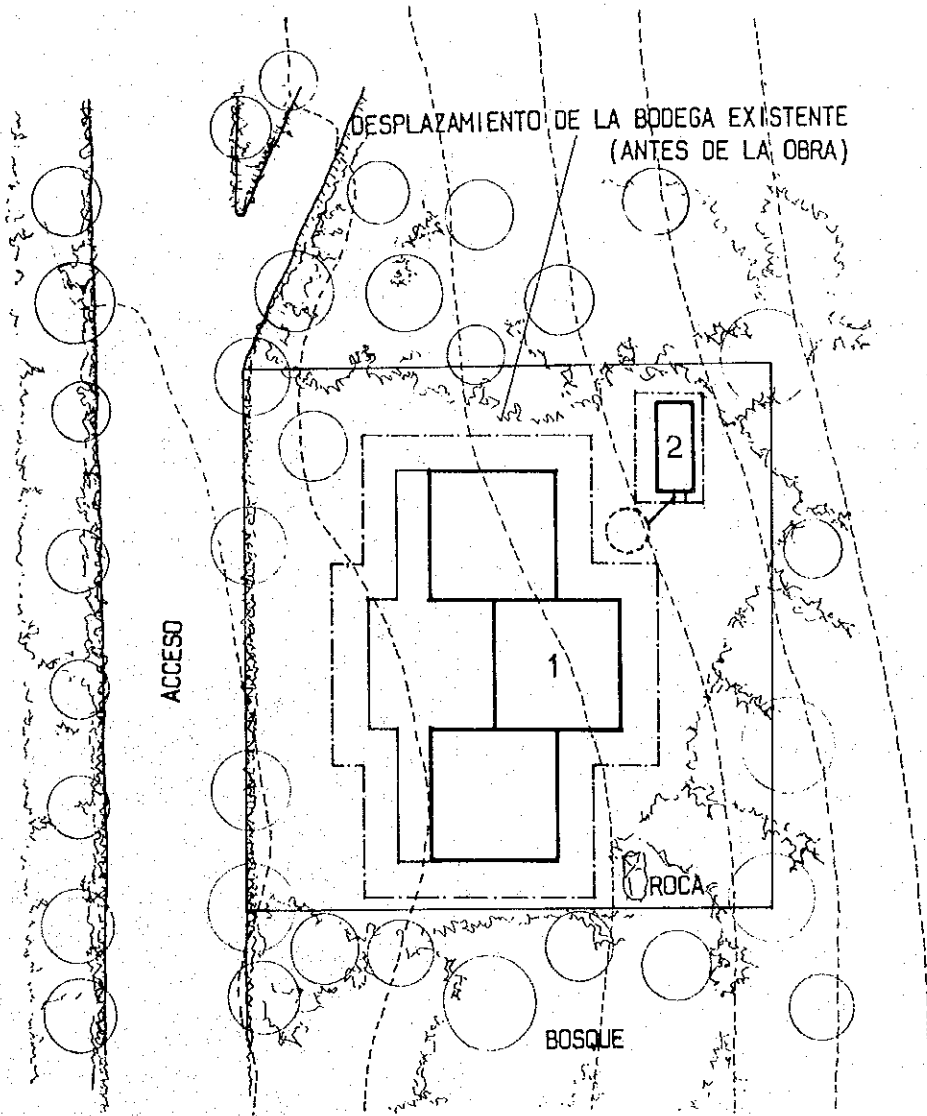 DESPLAZAMIENTO DE LA BODEGA EXISTENTE
(ANTES DE LA OBRA)
2
ACCESO
1
ROCA
BOSQUE